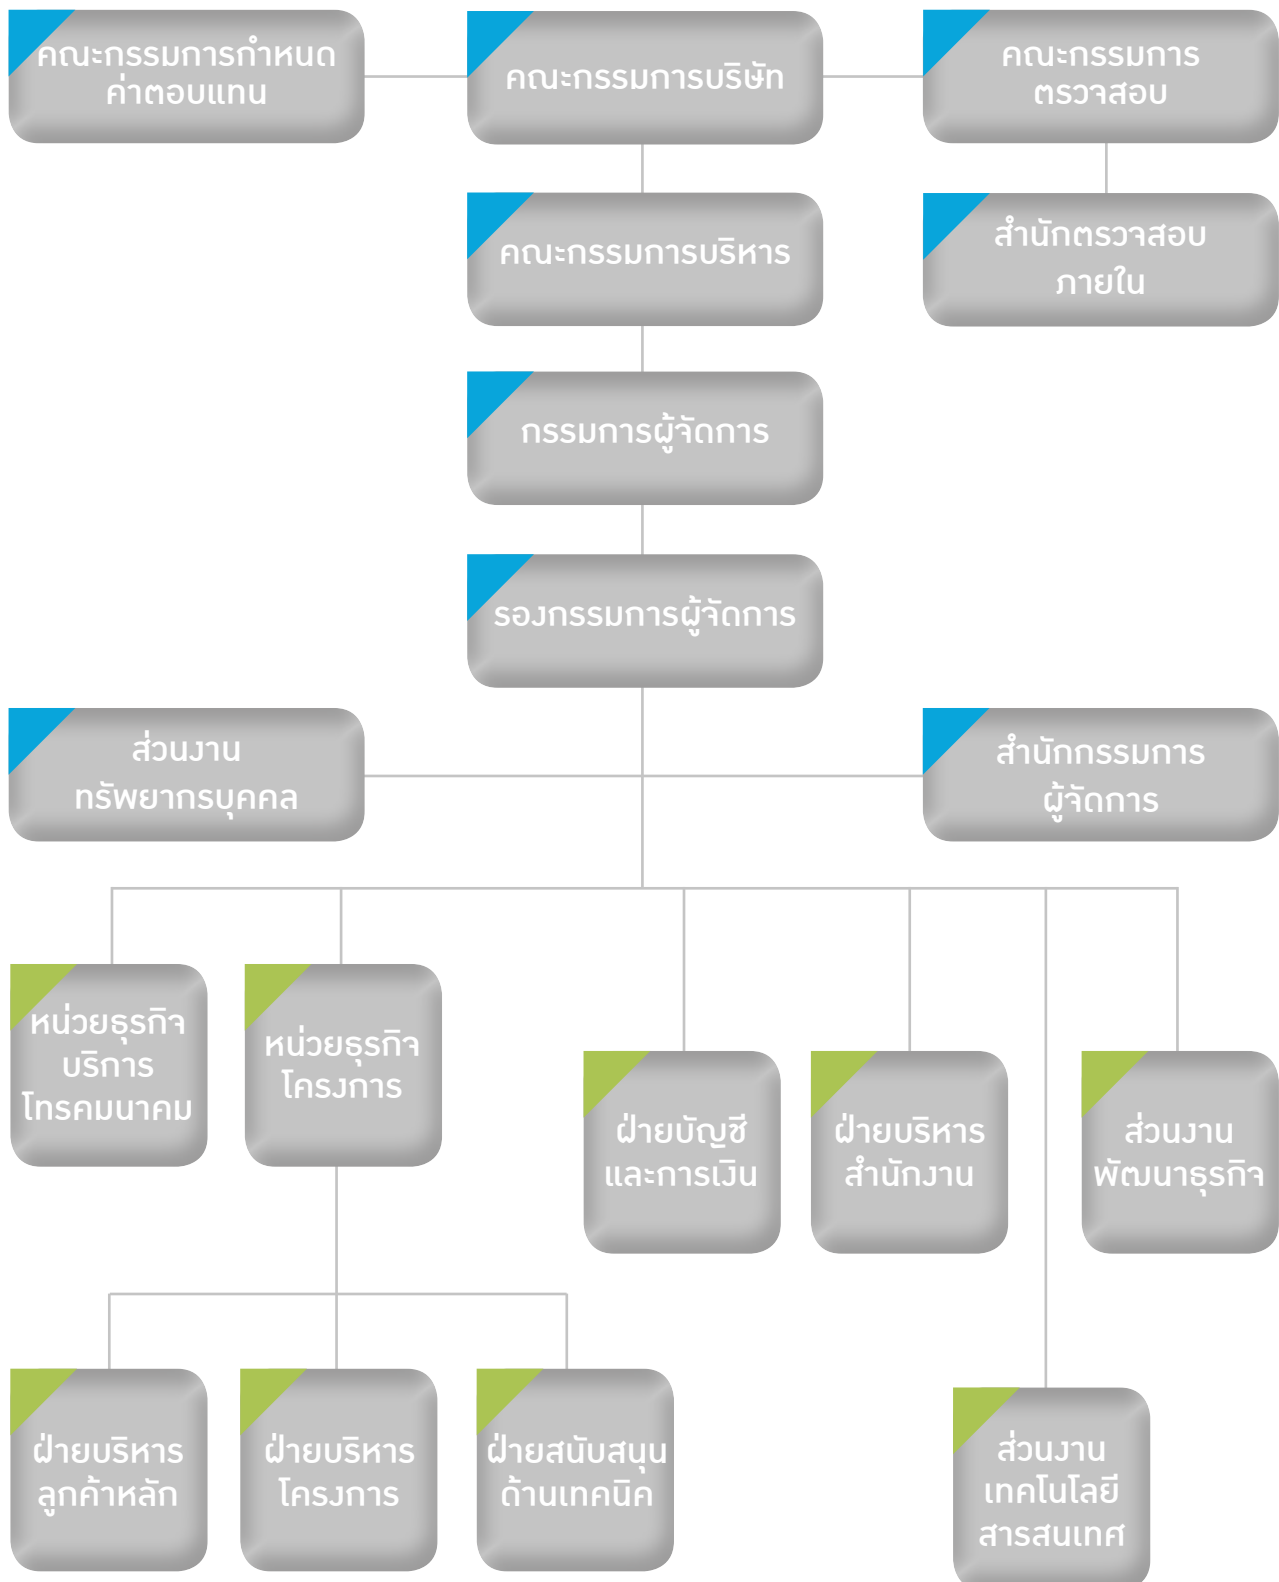 คณะกรรมการกำหนด
ค่าตอบแทน
คณะกรรมการบริษัท
คณะกรรมการ
ตรวจสอบ
คณะกรรมการบริหาร
สำนักตรวจสอบ
ภายใน
กรรมการผู้จัดการ
รองกรรมการผู้จัดการ
ส่วนงาน
ทรัพยากรบุคคล
สำนักกรรมการ
ผู้จัดการ
หน่วยธุรกิจ
บริการ
โทรคมนาคม
หน่วยธุรกิจ
โครงการ
ฝ่ายบัญชี
และการเงิน
ฝ่ายบริหาร
สำนักงาน
ส่วนงาน
พัฒนาธุรกิจ
ฝ่ายบริหาร
ลูกค้าหลัก
ฝ่ายบริหาร
โครงการ
ฝ่ายสนับสนุน
ด้านเทคนิค
ส่วนงาน
เทคโนโลยี
สารสนเทศ